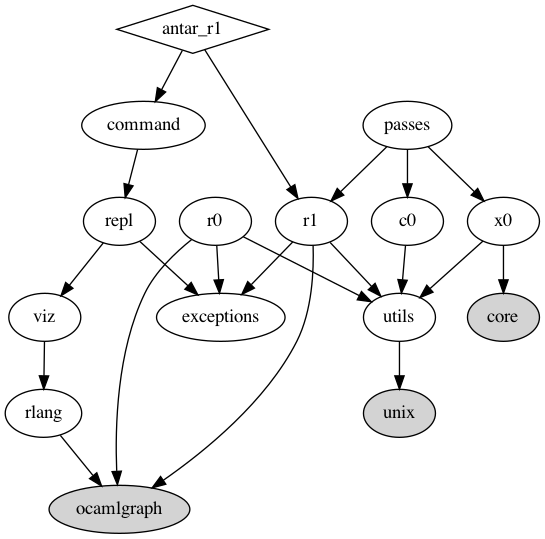 antar_r1
command
passes
repl
r0
r1
c0
x0
viz
exceptions
utils
core
rlang
unix
ocamlgraph